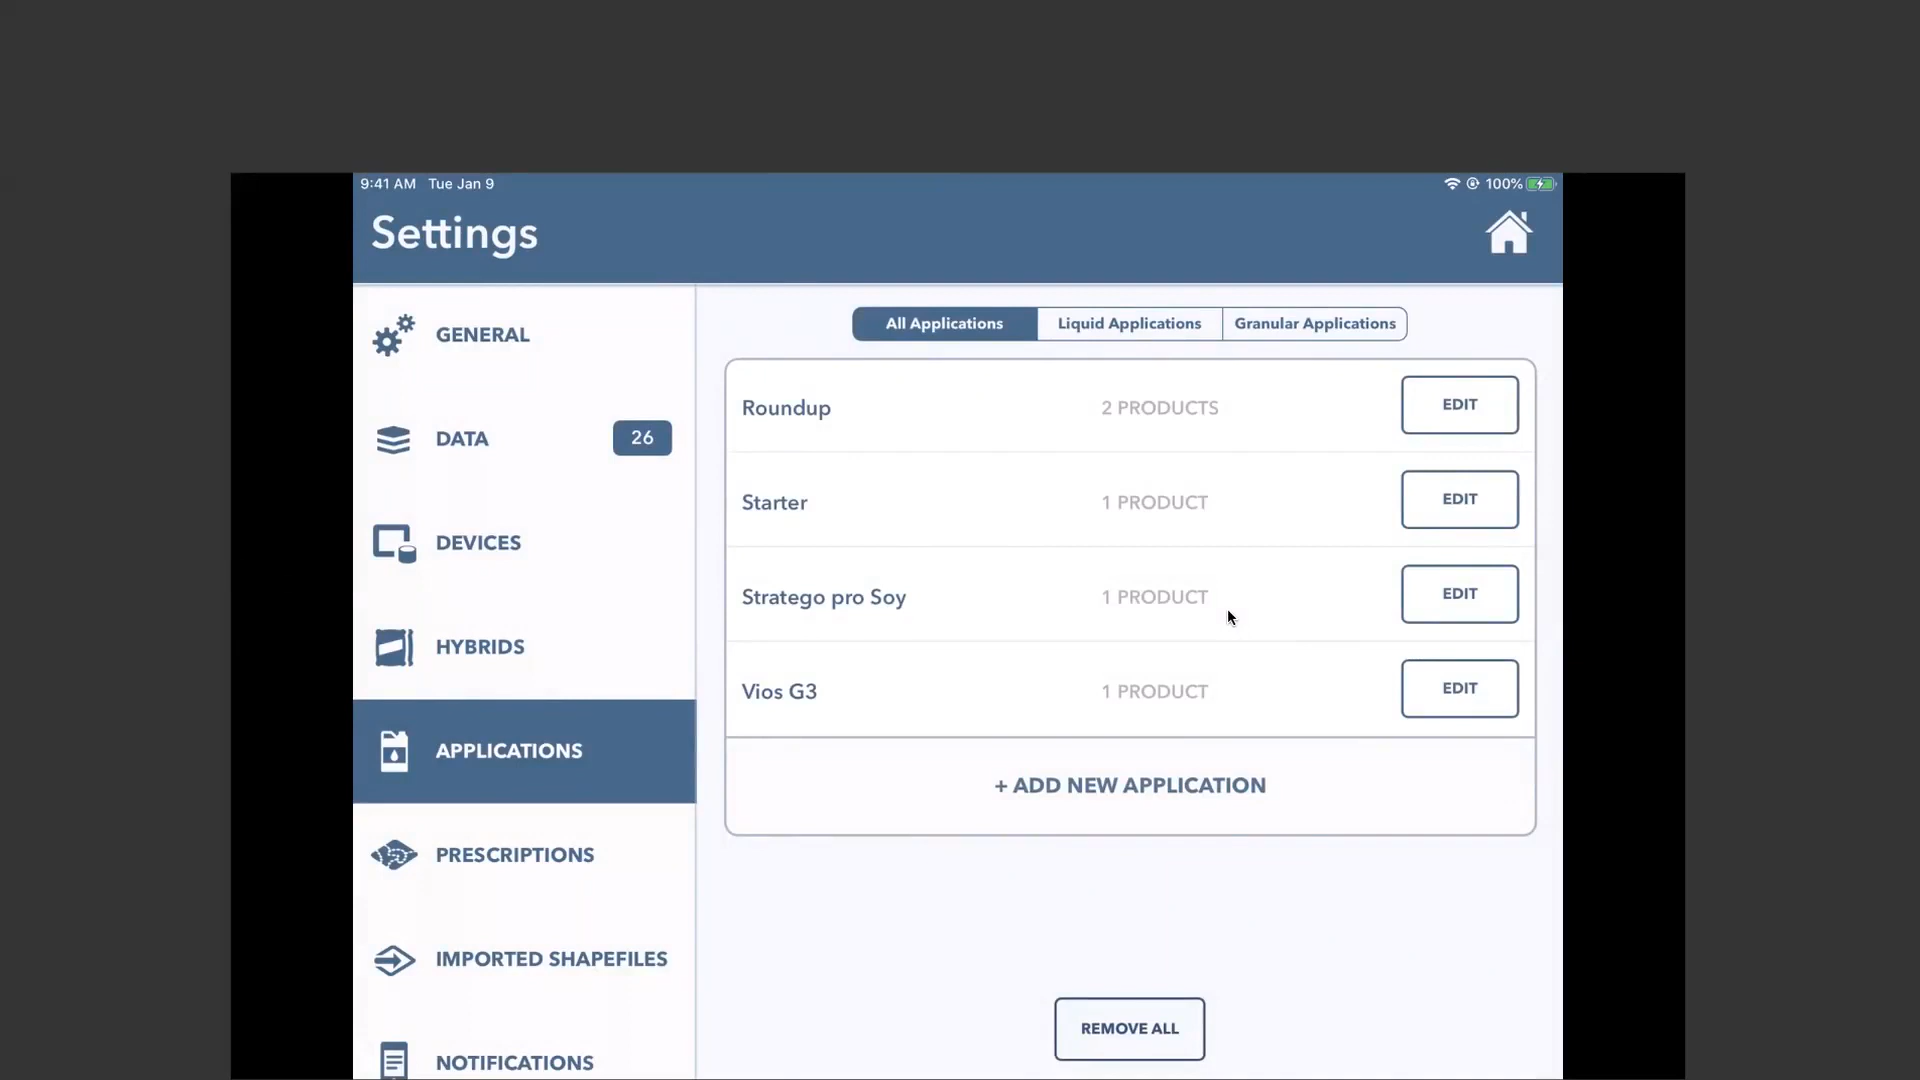 9:41 AM Tue Jan 9
100%
Settings
GENERAL
DATA 26
DEVICES
HYBRIDS
APPLICATIONS
PRESCRIPTIONS
IMPORTED SHAPEFILES
NOTIFICATIONS
All Applications Liquid Applications Granular Applications
Roundup 2 PRODUCTS EDIT
Starter 1 PRODUCT EDIT
Stratego pro Soy 1 PRODUCT EDIT
Vios G3 1 PRODUCT EDIT
+ ADD NEW APPLICATION
REMOVE ALL